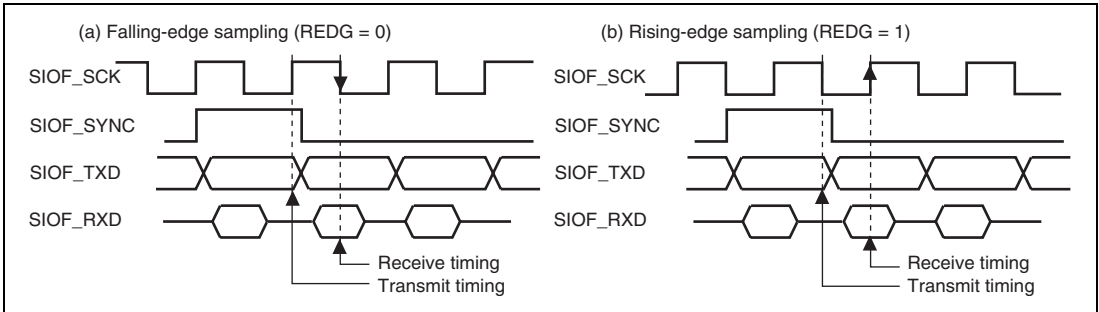 (a) Falling-edge sampling (REDG = 0)
SIOF_SCK
SIOF_SYNC
SIOF_TXD
SIOF_RXD
Receive timing
Transmit timing
(b) Rising-edge sampling (REDG = 1)
SIOF_SCK
SIOF_SYNC
SIOF_TXD
SIOF_RXD
Receive timing
Transmit timing